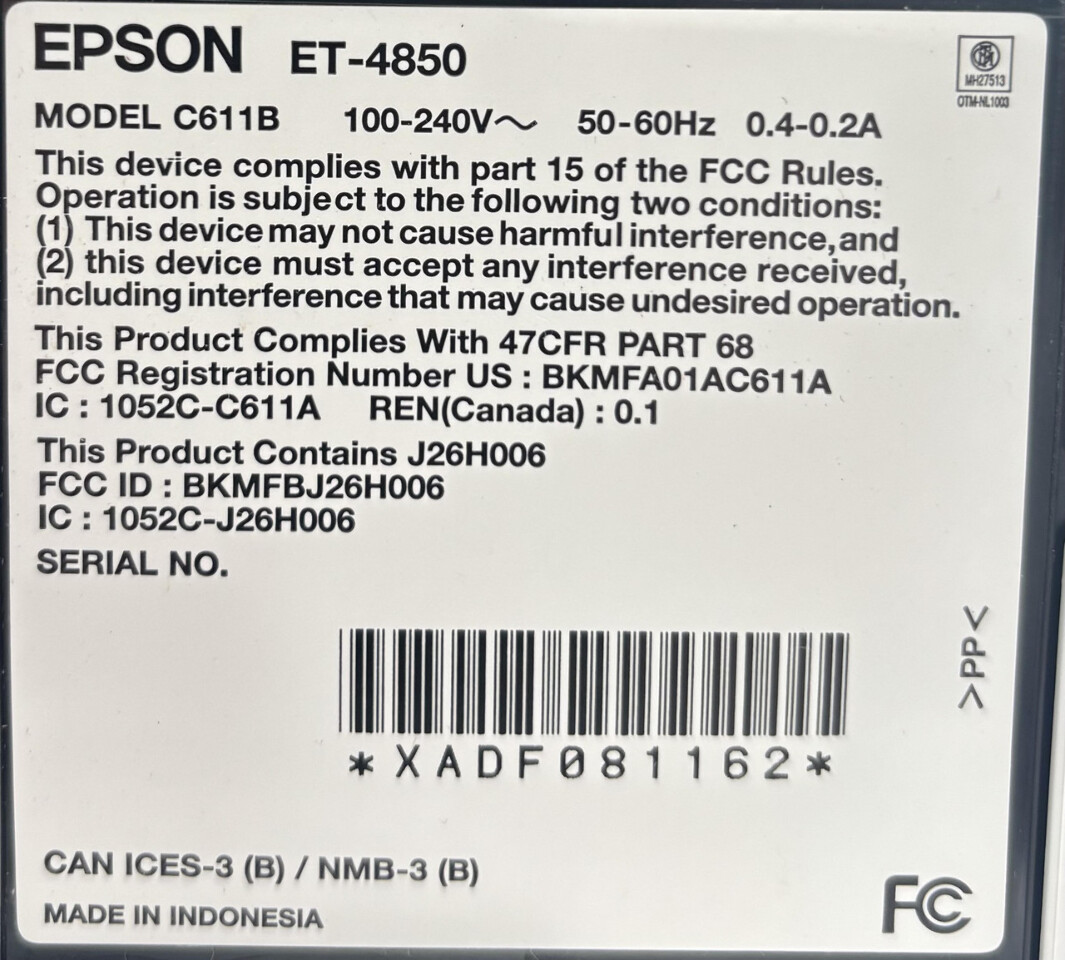 EPSON ET-4850
MH27513
OTM-NL1003
MODEL C611B 100-240V～ 50-60Hz 0.4-0.2A
This device complies with part 15 of the FCC Rules.
Operation is subject to the following two conditions:
(1) This device may not cause harmful interference, and
(2) this device must accept any interference received,
including interference that may cause undesired operation.
This Product Complies With 47CFR PART 68
FCC Registration Number US : BKMFA01AC611A
IC : 1052C-C611A REN(Canada) : 0.1
This Product Contains J26H006
FCC ID : BKMFBJ26H006
IC : 1052C-J26H006
SERIAL NO.
>PP<
*XADF081162*
CAN ICES-3 (B) / NMB-3 (B)
MADE IN INDONESIA
FC